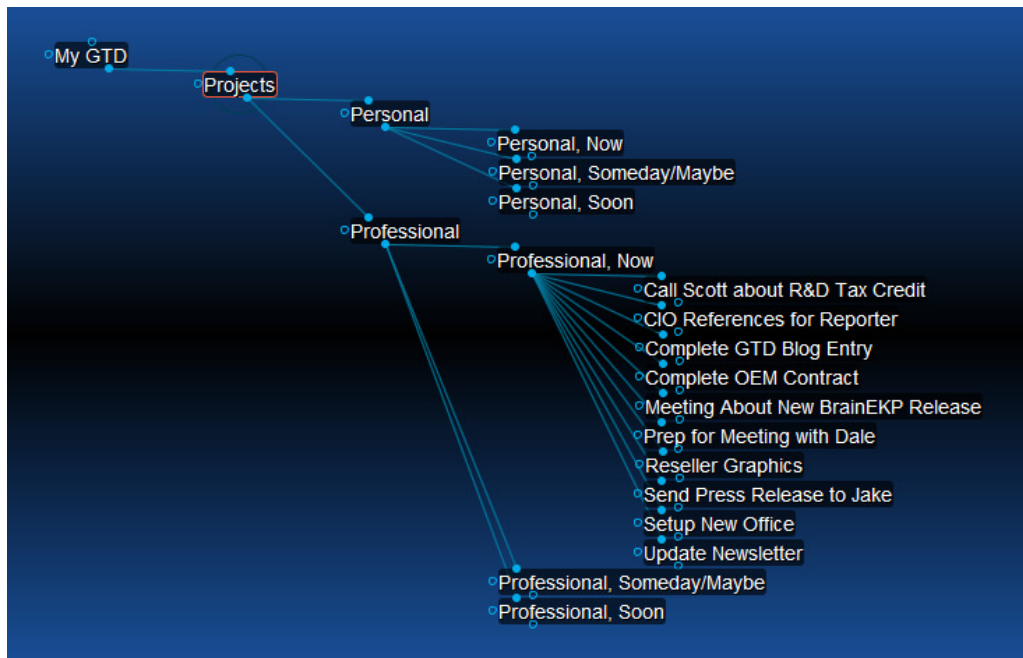 My GTD
Projects
Personal
Personal, Now
Personal, Someday/Maybe
Personal, Soon
Professional
Professional, Now
Call Scott about R&D Tax Credit
CIO References for Reporter
Complete GTD Blog Entry
Complete OEM Contract
Meeting About New BrainEKP Release
Prep for Meeting with Dale
Reseller Graphics
Send Press Release to Jake
Setup New Office
Update Newsletter
Professional, Someday/Maybe
Professional, Soon